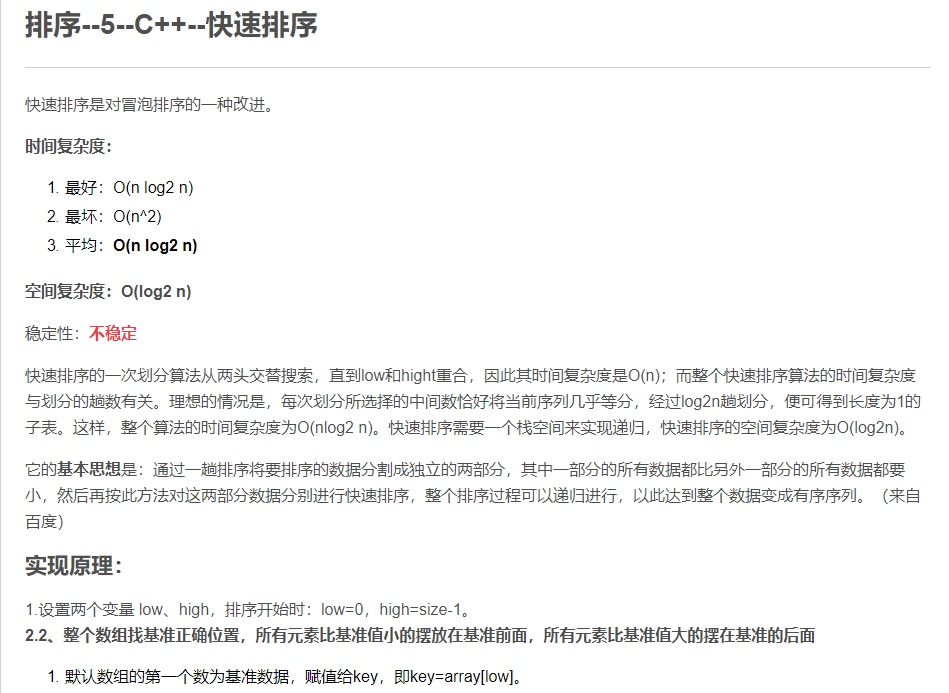 排序--5--C++--快速排序
快速排序是对冒泡排序的一种改进。
时间复杂度：
1. 最好：O(n log2 n)
2. 最坏：O(n^2)
3. 平均：O(n log2 n)
空间复杂度：O(log2 n)
稳定性：不稳定
快速排序的一次划分算法从两头交替搜索，直到low和hight重合，因此其时间复杂度是O(n)；而整个快速排序算法的时间复杂度
与划分的趟数有关。理想的情况是，每次划分所选择的中间数恰好将当前序列几乎等分，经过log2n趟划分，便可得到长度为1的
子表。这样，整个算法的时间复杂度为O(nlog2 n)。快速排序需要一个栈空间来实现递归，快速排序的空间复杂度为O(log2n)。
它的基本思想是：通过一趟排序将要排序的数据分割成独立的两部分，其中一部分的所有数据都比另外一部分的所有数据都要
小，然后再按此方法对这两部分数据分别进行快速排序，整个排序过程可以递归进行，以此达到整个数据变成有序序列。（来自
百度）
实现原理：
1.设置两个变量 low、high，排序开始时：low=0，high=size-1。
2.2、整个数组找基准正确位置，所有元素比基准值小的摆放在基准前面，所有元素比基准值大的摆在基准的后面
1. 默认数组的第一个数为基准数据，赋值给key，即key=array[low]。